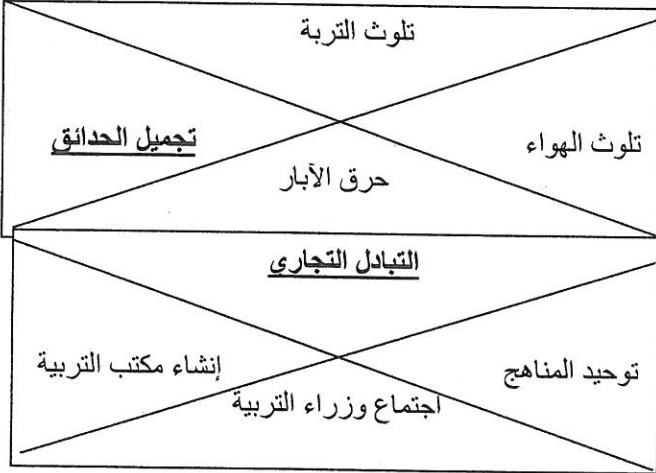 تلوث التربة
تلوث الهواء
تجميل الحدائق
حرق الآبار
التبادل التجاري
توحيد المناهج
إنشاء مكتب التربية
اجتماع وزراء التربية